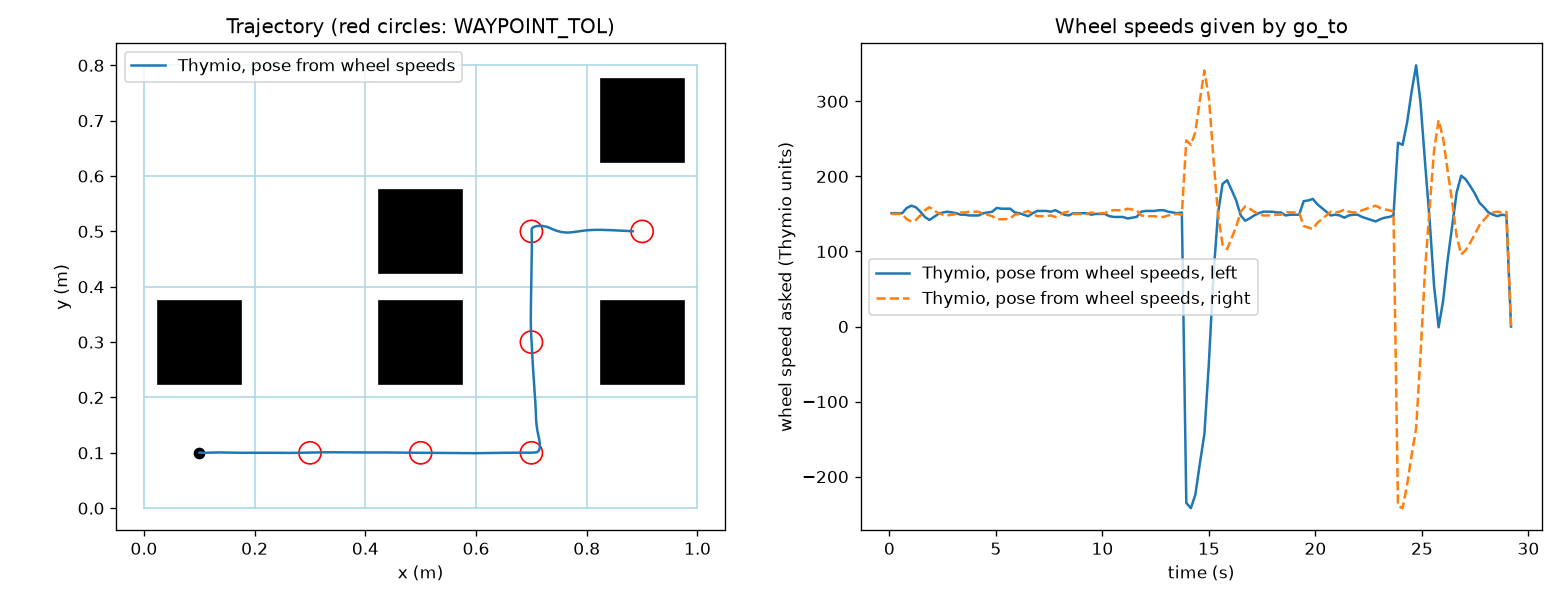 Trajectory (red circles: WAYPOINT_TOL)
Thymio, pose from wheel speeds
y (m)
0.8
0.7
0.6
0.5
0.4
0.3
0.2
0.1
0.0
0.0 0.2 0.4 0.6 0.8 1.0
x (m)
Wheel speeds given by go_to
wheel speed asked (Thymio units)
300
200
100
0
−100
−200
Thymio, pose from wheel speeds, left
Thymio, pose from wheel speeds, right
0 5 10 15 20 25 30
time (s)